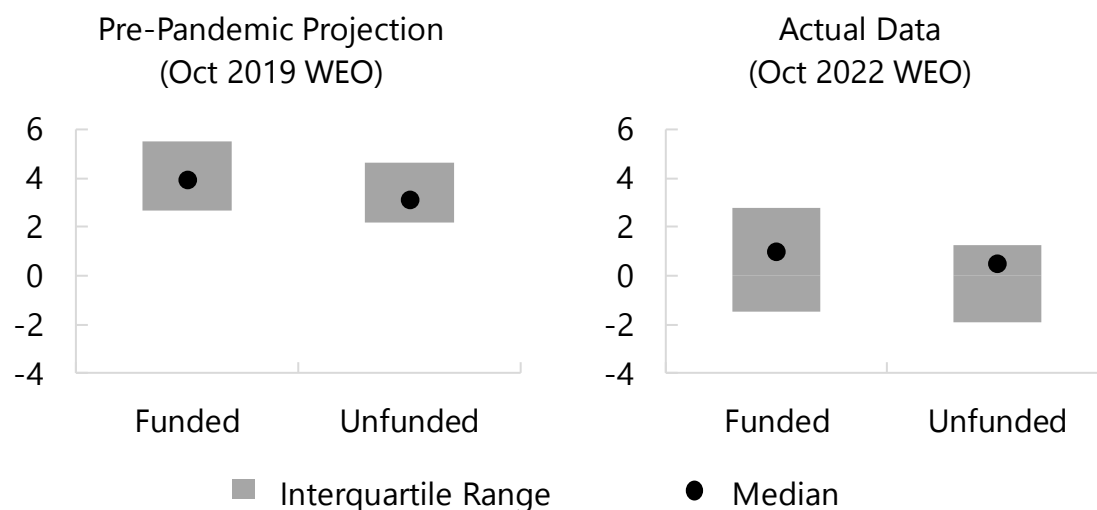 Pre-Pandemic Projection
(Oct 2019 WEO)
6
4
2
0
-2
-4
Funded Unfunded
Actual Data
(Oct 2022 WEO)
6
4
2
0
-2
-4
Funded Unfunded
Interquartile Range Median